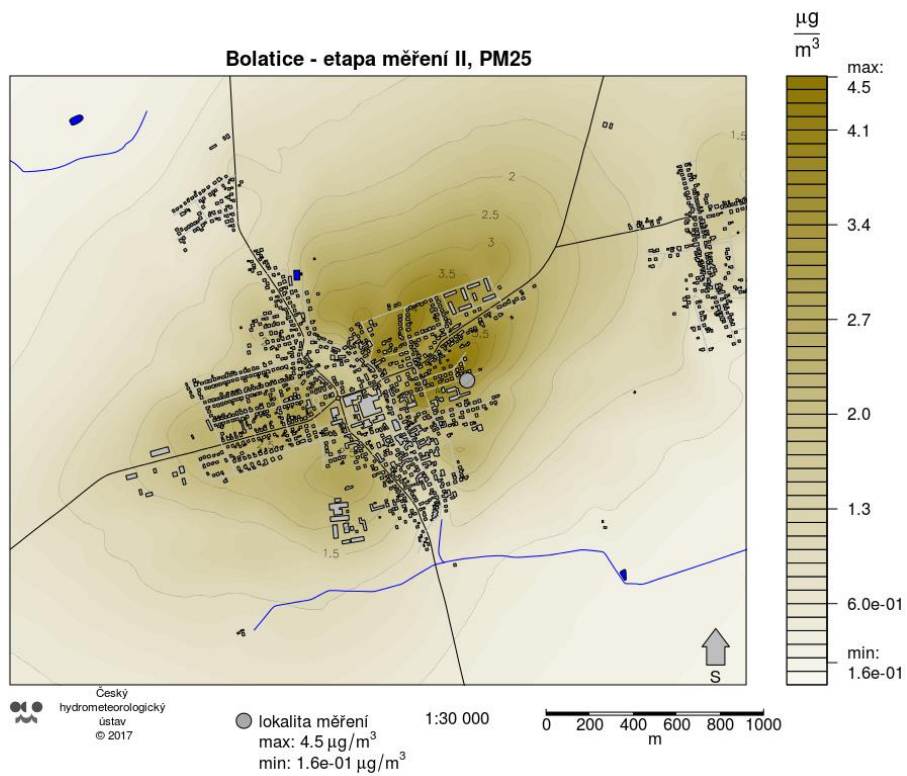 Bolatice - etapa měření II, PM25
µg
m³
max:
4.5
4.1
3.4
2.7
2.0
1.3
6.0e-01
min:
1.6e-01
1.5
2
2.5
3
3.5
1.5
S
Český
hydrometeorologický
ústav
© 2017
lokalita měření
max: 4.5 µg/m³
min: 1.6e-01 µg/m³
1:30 000
0 200 400 600 800 1000
m